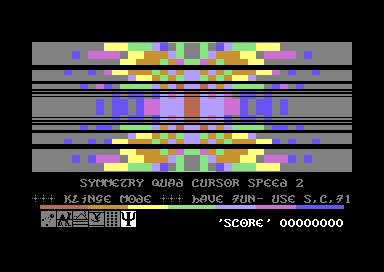 SYMMETRY QUAD CURSOR SPEED 2
KLINGE MODE HAVE FUN- USE S,C,F1
'SCORE' 00000000